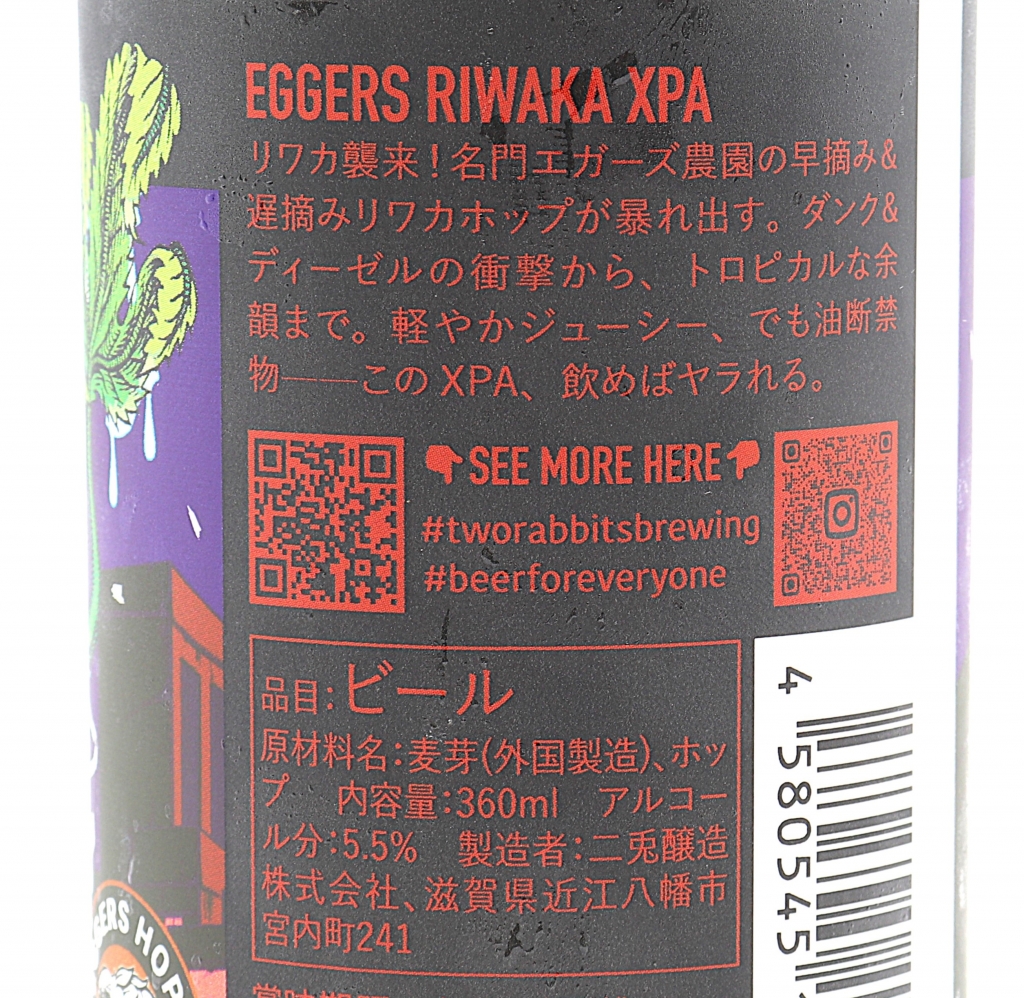 EGGERS RIWAKA XPA
リワカ襲来！名門エガーズ農園の早摘み&
遅摘みリワカホップが暴れ出す。ダンク&
ディーゼルの衝撃から、トロピカルな余
韻まで。軽やかジューシー、でも油断禁
物——このXPA、飲めばヤラれる。
SEE MORE HERE
#tworabbitsbrewing
#beerforeveryone
品目：ビール
原材料名：麦芽(外国製造)、ホッ
プ　内容量：360ml　アルコー
ル分：5.5%　製造者：二兎醸造
株式会社、滋賀県近江八幡市
宮内町241
4 580545
GERS HOP